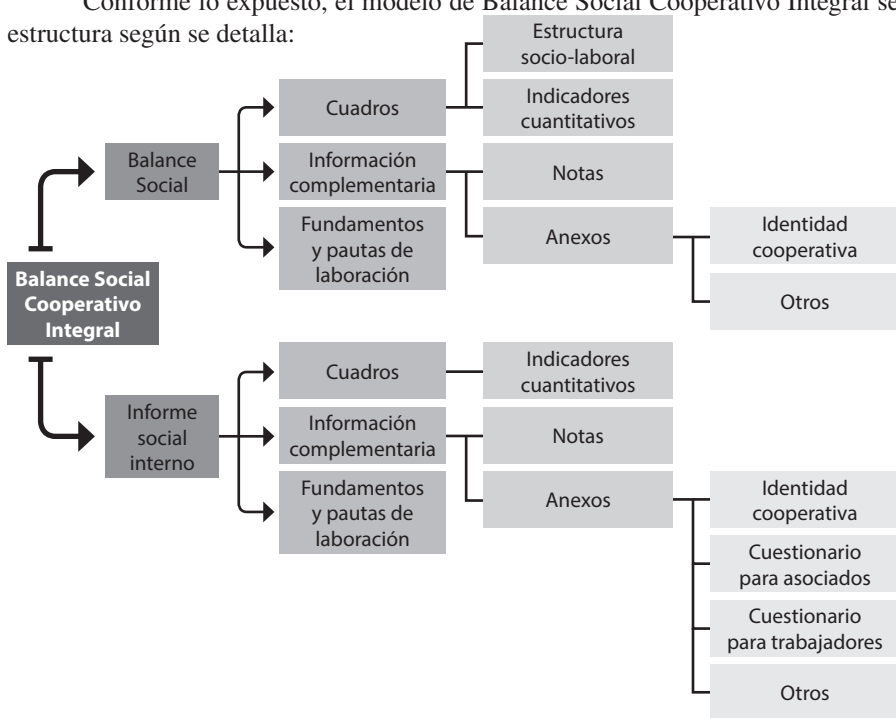 Conforme lo expuesto, el modelo de Balance Social Cooperativo Integral se
estructura según se detalla:
Balance Social
Cooperativo
Integral
Balance
Social
Cuadros
Estructura
socio-laboral
Indicadores
cuantitativos
Información
complementaria
Notas
Anexos
Identidad
cooperativa
Otros
Fundamentos
y pautas de
laboración
Informe
social
interno
Cuadros
Indicadores
cuantitativos
Información
complementaria
Notas
Anexos
Identidad
cooperativa
Cuestionario
para asociados
Cuestionario
para trabajadores
Otros
Fundamentos
y pautas de
laboración